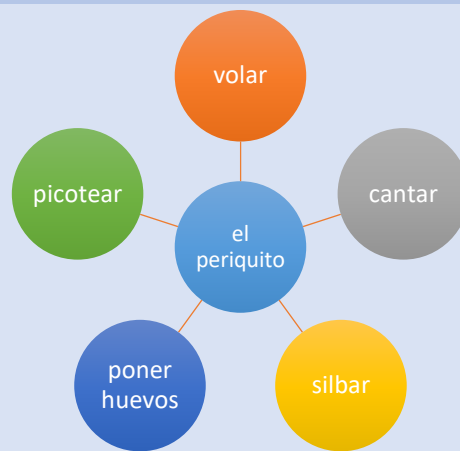 volar
picotear
cantar
el
periquito
poner
huevos
silbar